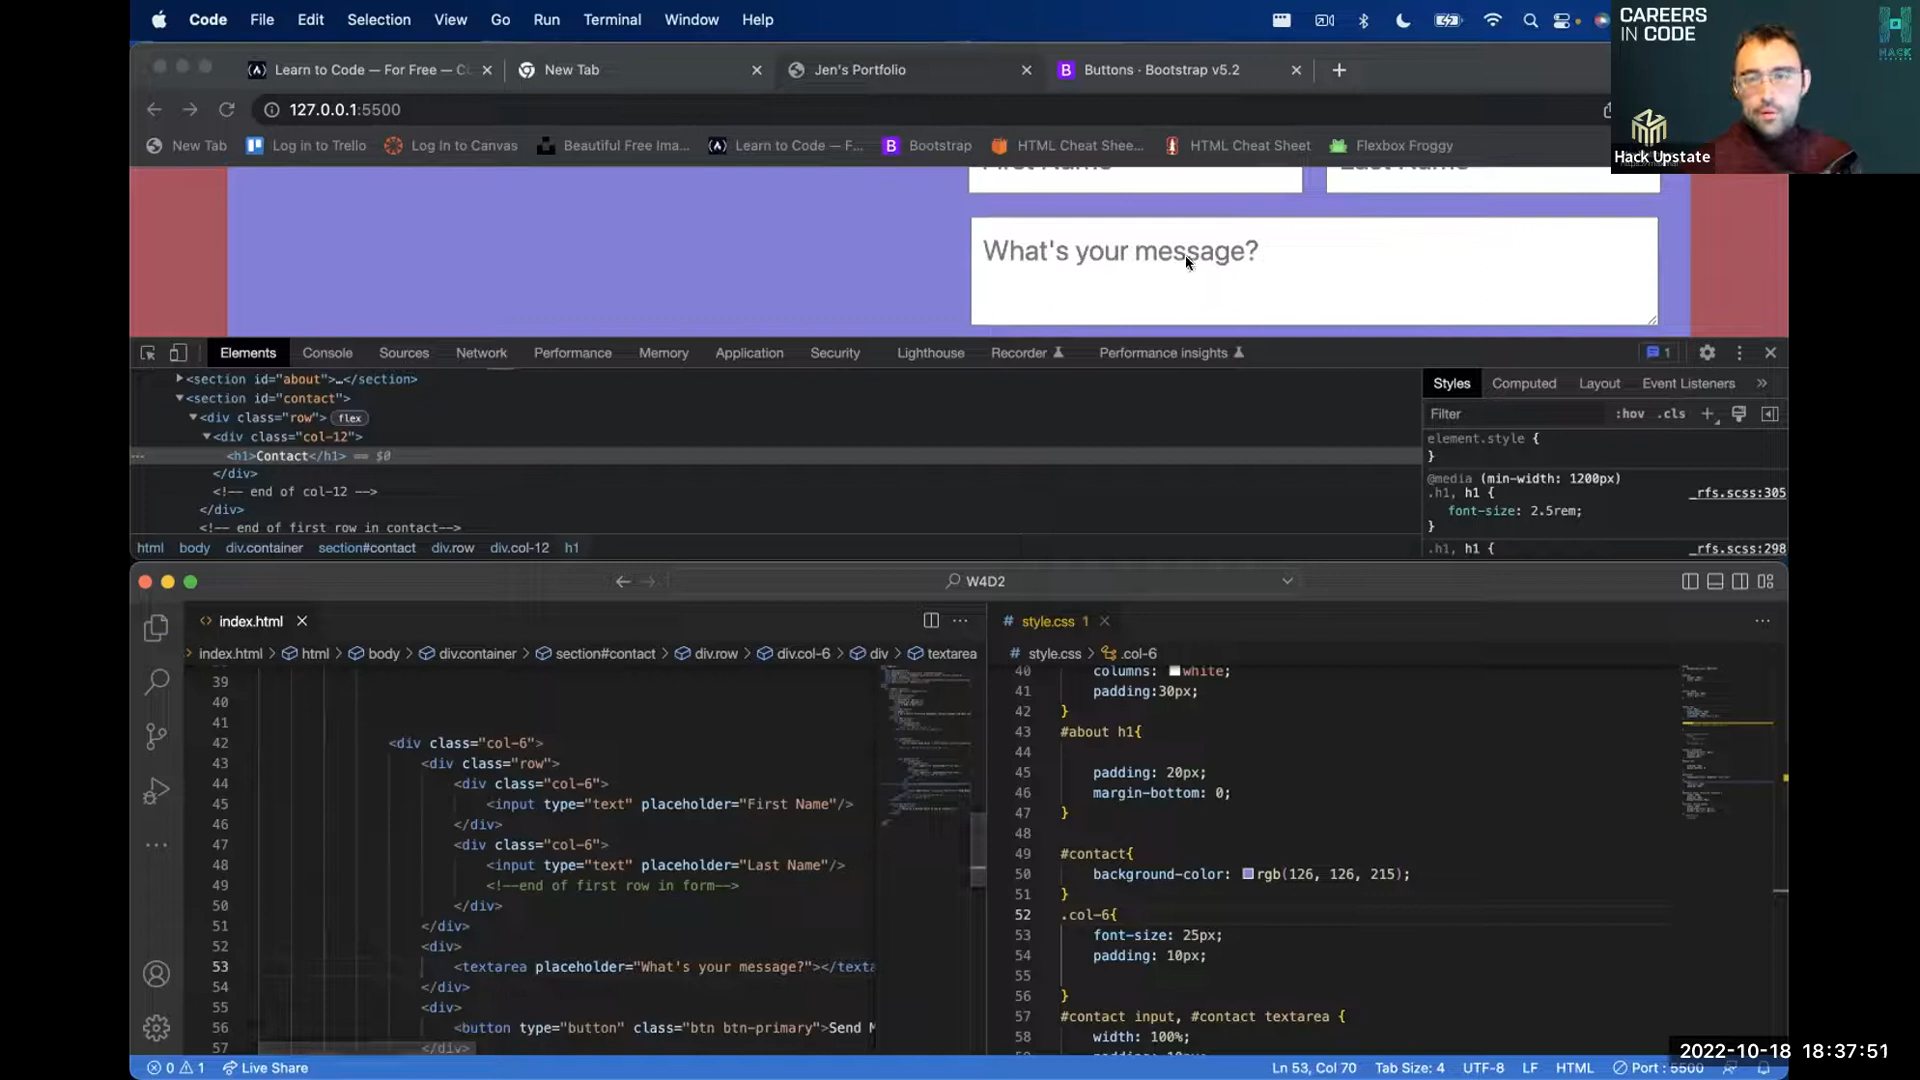 Code File Edit Selection View Go Run Terminal Window Help
CAREERS
IN CODE
HACK
Hack Upstate
Learn to Code — For Free — C
New Tab
Jen's Portfolio
Buttons · Bootstrap v5.2
127.0.0.1:5500
New Tab
Log in to Trello
Log In to Canvas
Beautiful Free Ima...
Learn to Code — F...
Bootstrap
HTML Cheat Shee...
HTML Cheat Sheet
Flexbox Froggy
First Name
Last Name
What's your message?
Elements Console Sources Network Performance Memory Application Security Lighthouse Recorder Performance insights 1
<section id="about">…</section>
<section id="contact">
<div class="row"> flex
<div class="col-12">
<h1>Contact</h1> == $0
</div>
<!-- end of col-12 -->
</div>
<!-- end of first row in contact-->
html body div.container section#contact div.row div.col-12 h1
Styles Computed Layout Event Listeners »
Filter :hov .cls +
element.style {
}
@media (min-width: 1200px)
.h1, h1 { _rfs.scss:305
font-size: 2.5rem;
}
.h1, h1 { _rfs.scss:298
W4D2
index.html
index.html > html > body > div.container > section#contact > div.row > div.col-6 > div > textarea
39
40
41
42 <div class="col-6">
43 <div class="row">
44 <div class="col-6">
45 <input type="text" placeholder="First Name"/>
46 </div>
47 <div class="col-6">
48 <input type="text" placeholder="Last Name"/>
49 <!--end of first row in form-->
50 </div>
51 </div>
52 <div>
53 <textarea placeholder="What's your message?"></texta
54 </div>
55 <div>
56 <button type="button" class="btn btn-primary">Send M
57 </div>
# style.css 1
# style.css > .col-6
40 columns: white;
41 padding:30px;
42 }
43 #about h1{
44
45 padding: 20px;
46 margin-bottom: 0;
47 }
48
49 #contact{
50 background-color: rgb(126, 126, 215);
51 }
52 .col-6{
53 font-size: 25px;
54 padding: 10px;
55
56 }
57 #contact input, #contact textarea {
58 width: 100%;
0 1 Live Share
Ln 53, Col 70 Tab Size: 4 UTF-8 LF HTML Port : 5500
2022-10-18 18:37:51